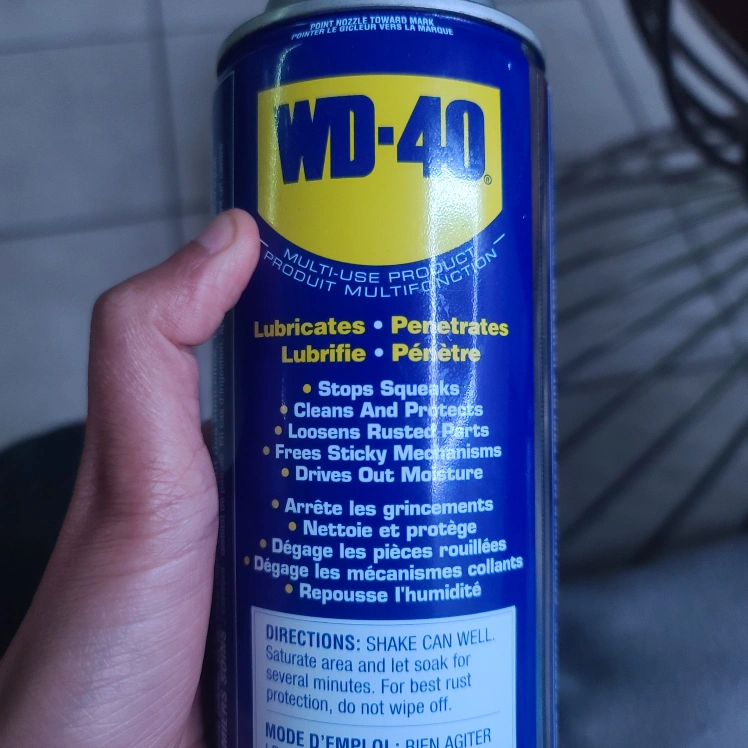 POINT NOZZLE TOWARD MARK
POINTER LE GICLEUR VERS LA MARQUE
WD-40®
MULTI-USE PRODUCT
PRODUIT MULTIFONCTION
Lubricates • Penetrates
Lubrifie • Pénètre
• Stops Squeaks
• Cleans And Protects
• Loosens Rusted Parts
• Frees Sticky Mechanisms
• Drives Out Moisture
• Arrête les grincements
• Nettoie et protège
• Dégage les pièces rouillées
• Dégage les mécanismes collants
• Repousse l'humidité
DIRECTIONS: SHAKE CAN WELL.
Saturate area and let soak for
several minutes. For best rust
protection, do not wipe off.
MODE D'EMPLOI : BIEN AGITER